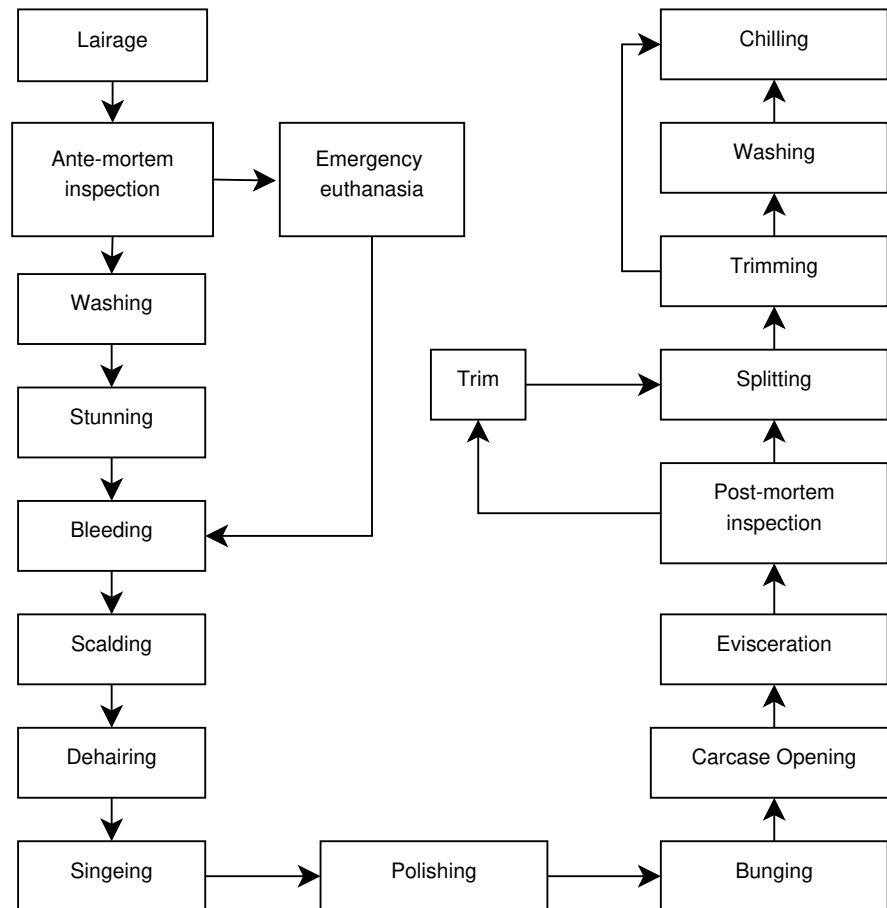 Lairage
Ante-mortem
inspection
Emergency
euthanasia
Washing
Stunning
Bleeding
Scalding
Dehairing
Singeing
Polishing
Bunging
Carcase Opening
Evisceration
Post-mortem
inspection
Trim
Splitting
Trimming
Washing
Chilling